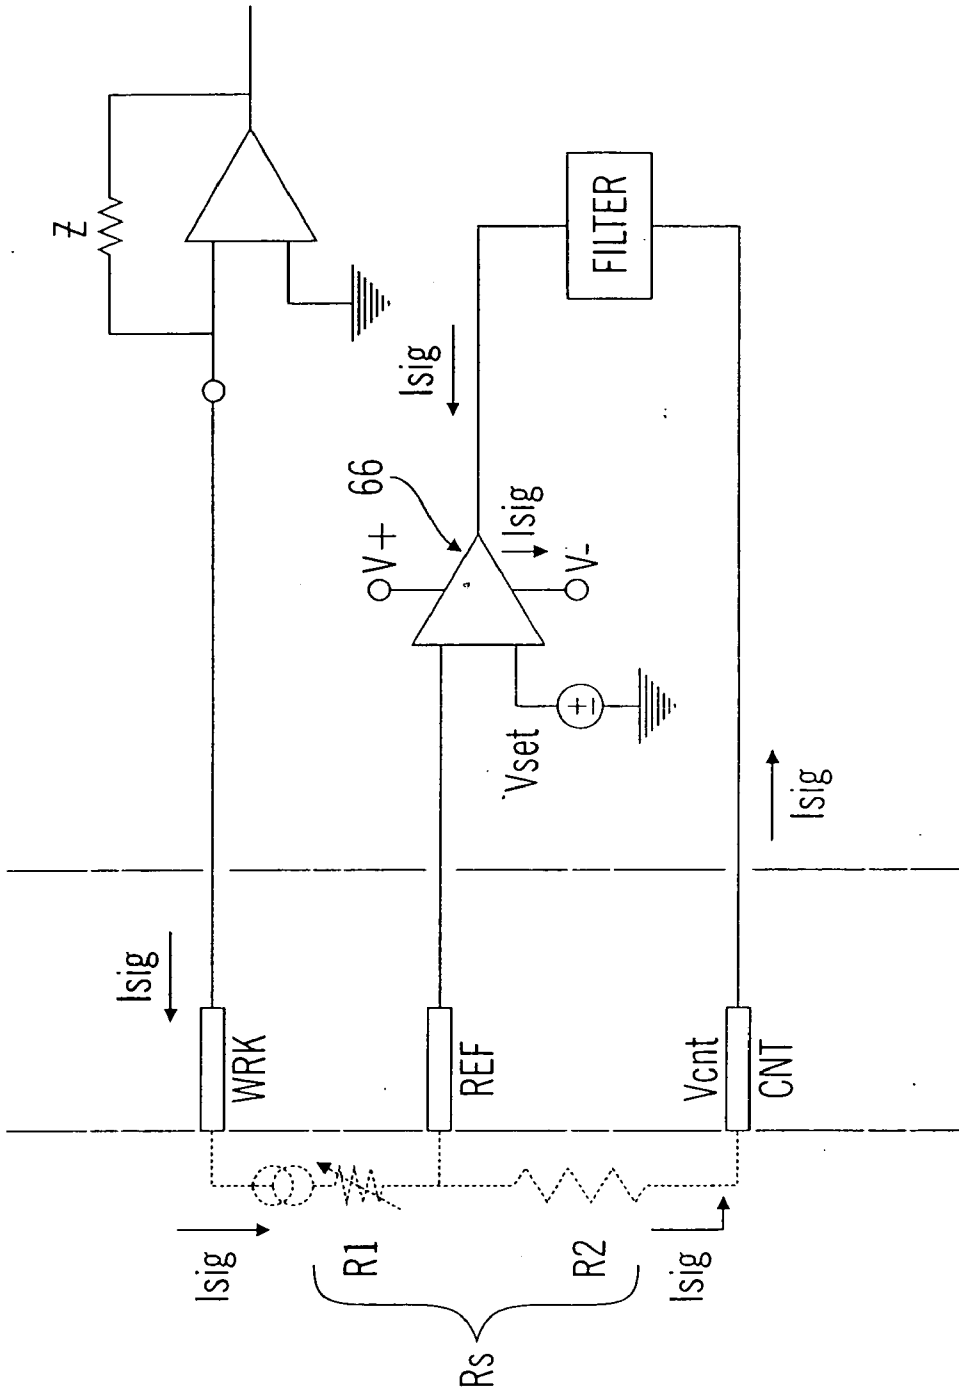 Z
Isig
WRK
V+
66
Isig
Isig
FILTER
REF
Vset
+-
V-
Vcnt
CNT
Isig
Isig
R1
R2
Isig
Rs